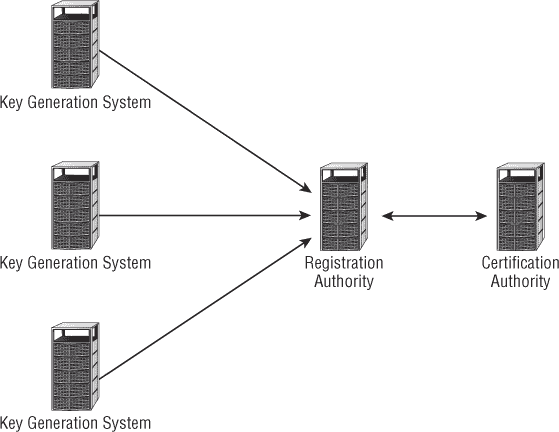 Key Generation System
Key Generation System
Registration
Authority
Certification
Authority
Key Generation System